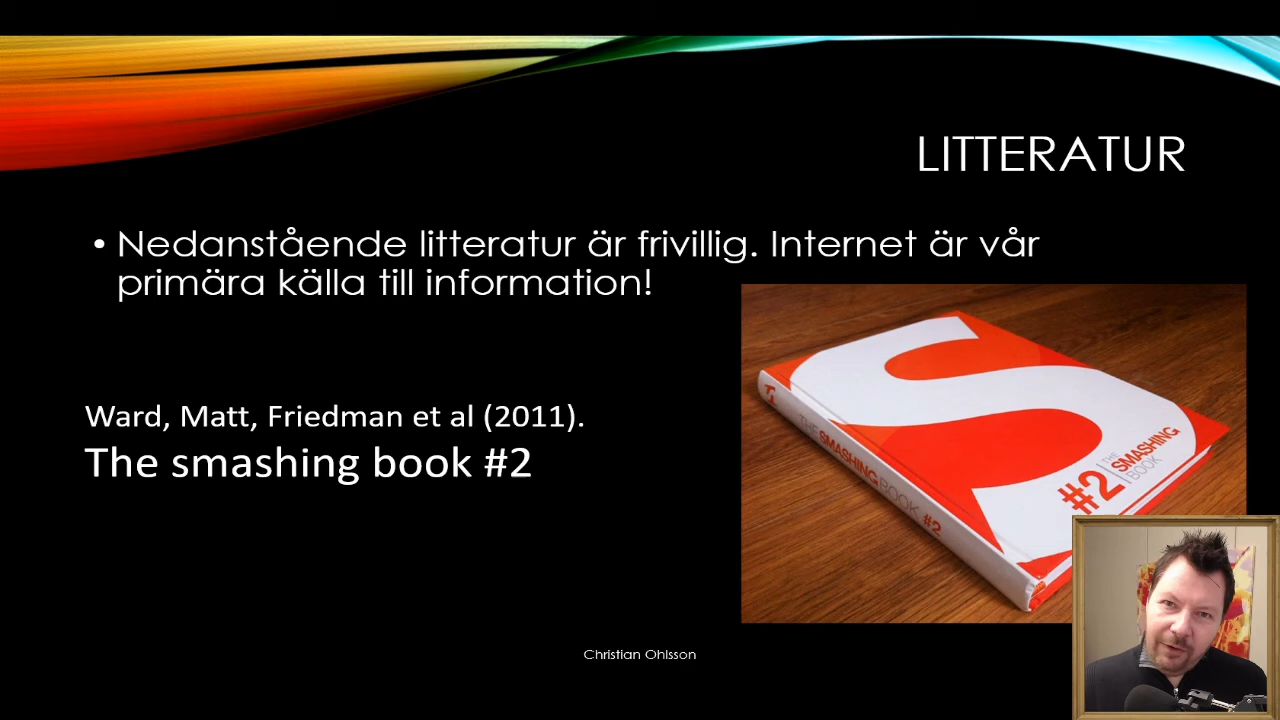 LITTERATUR
• Nedanstående litteratur är frivillig. Internet är vår
primära källa till information!
Ward, Matt, Friedman et al (2011).
The smashing book #2
THE SMASHING BOOK #2
#2
THE
SMASHING
BOOK
Christian Ohlsson